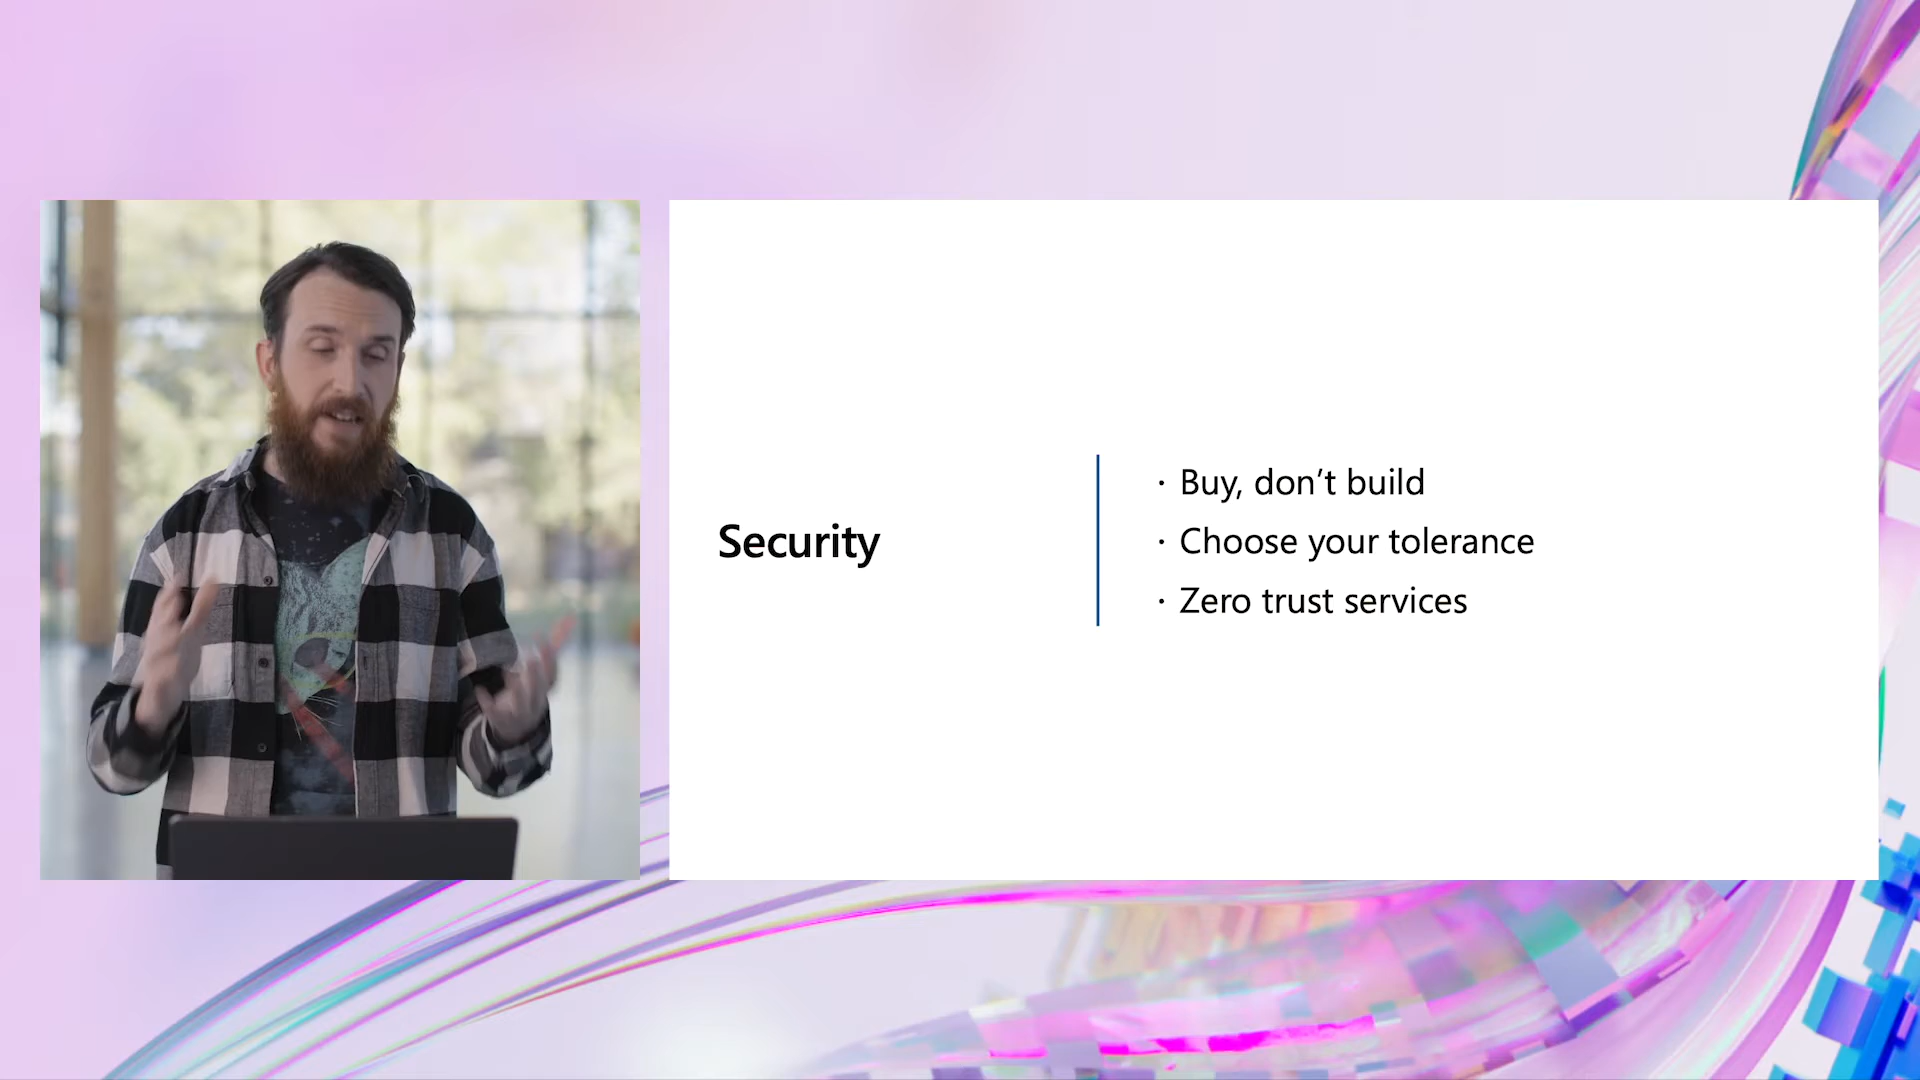 Security
· Buy, don’t build
· Choose your tolerance
· Zero trust services